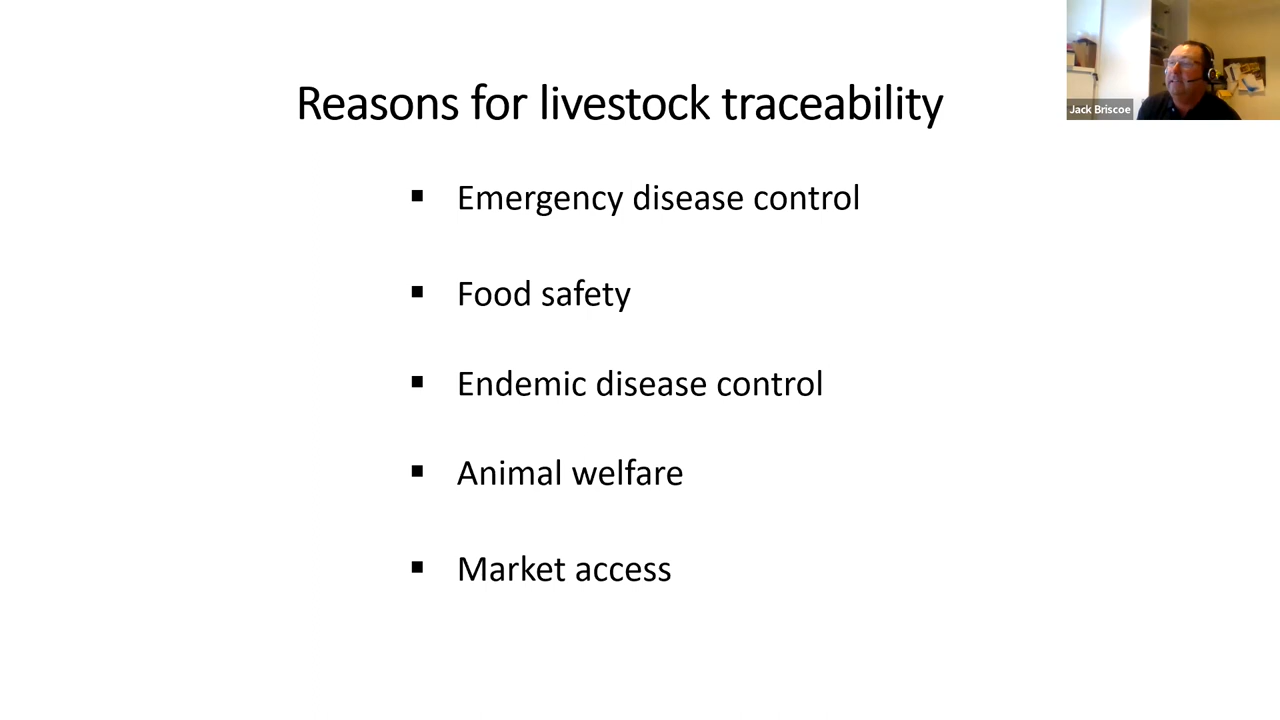 Reasons for livestock traceability
Jack Briscoe
▪ Emergency disease control
▪ Food safety
▪ Endemic disease control
▪ Animal welfare
▪ Market access